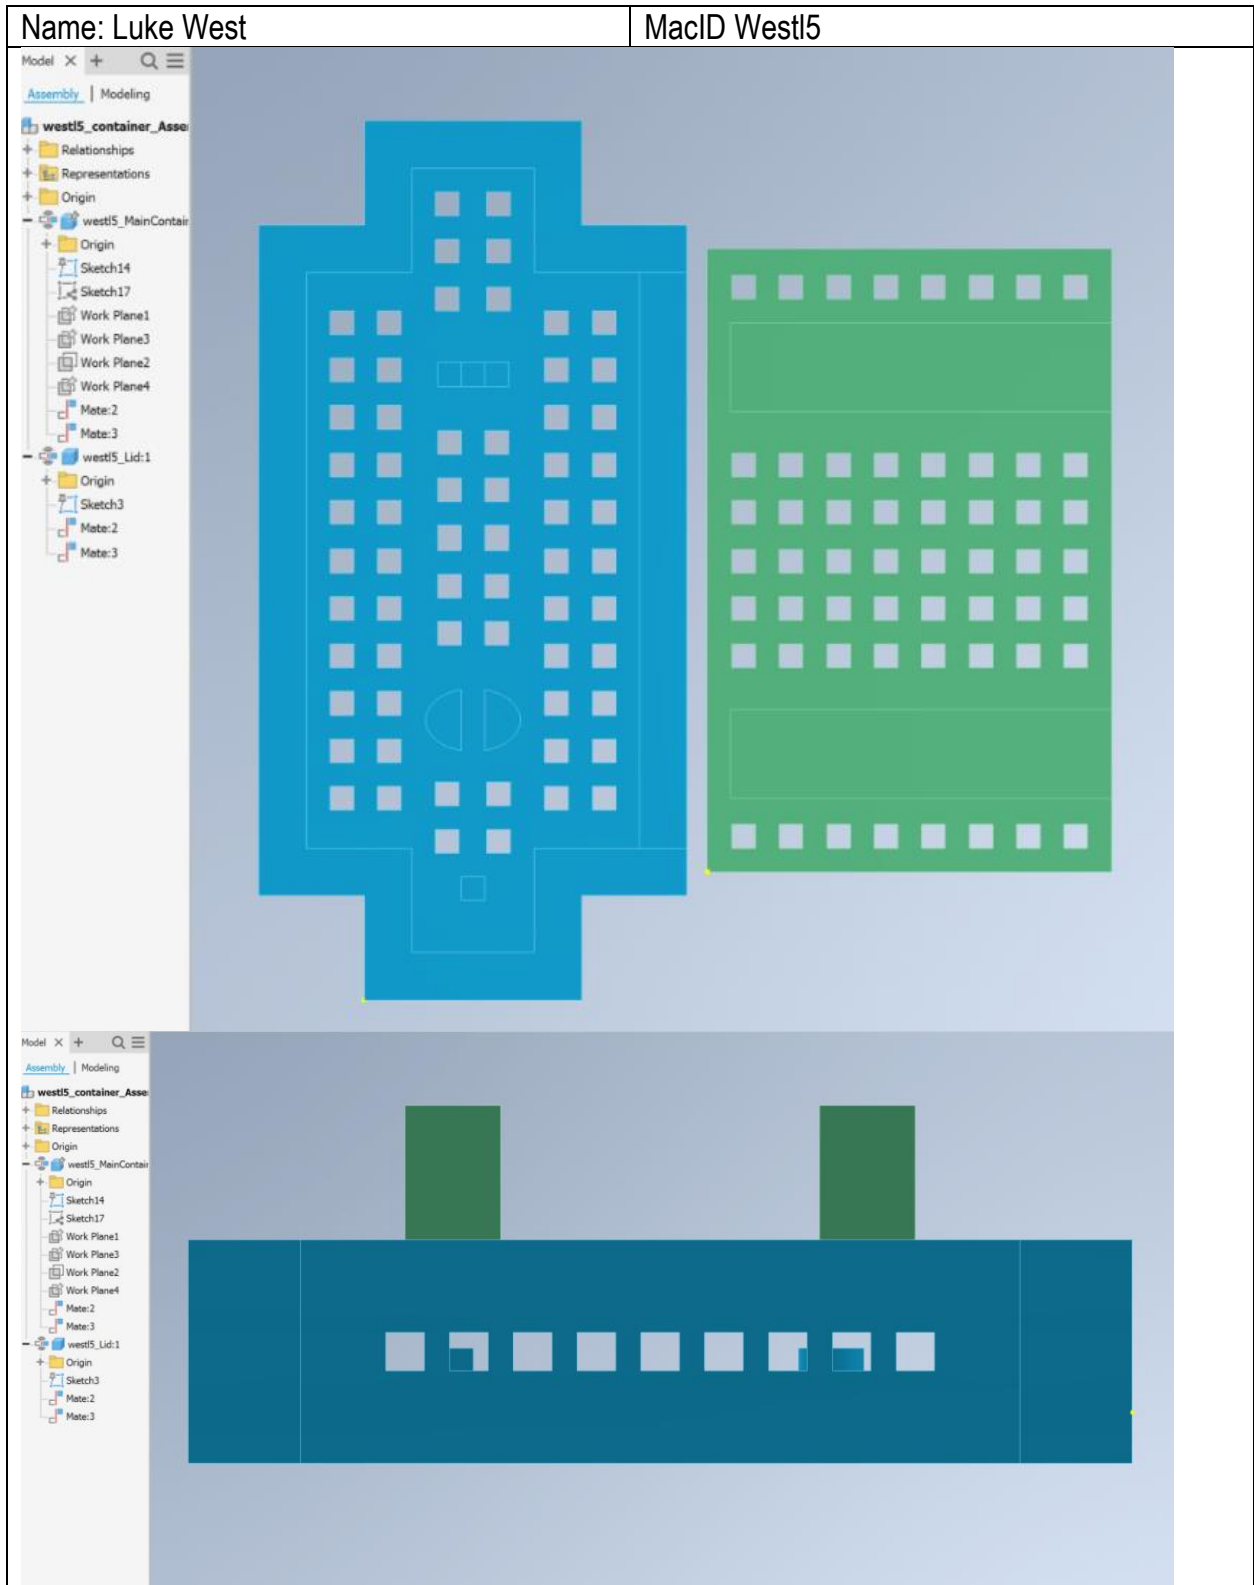 Name: Luke West MacID Westl5
Model × +
Assembly | Modeling
westl5_container_Asse
Relationships
Representations
Origin
westl5_MainContain
Origin
Sketch14
Sketch17
Work Plane1
Work Plane3
Work Plane2
Work Plane4
Mate:2
Mate:3
westl5_Lid:1
Origin
Sketch3
Mate:2
Mate:3
Model × +
Assembly | Modeling
westl5_container_Asse
Relationships
Representations
Origin
westl5_MainContain
Origin
Sketch14
Sketch17
Work Plane1
Work Plane3
Work Plane2
Work Plane4
Mate:2
Mate:3
westl5_Lid:1
Origin
Sketch3
Mate:2
Mate:3